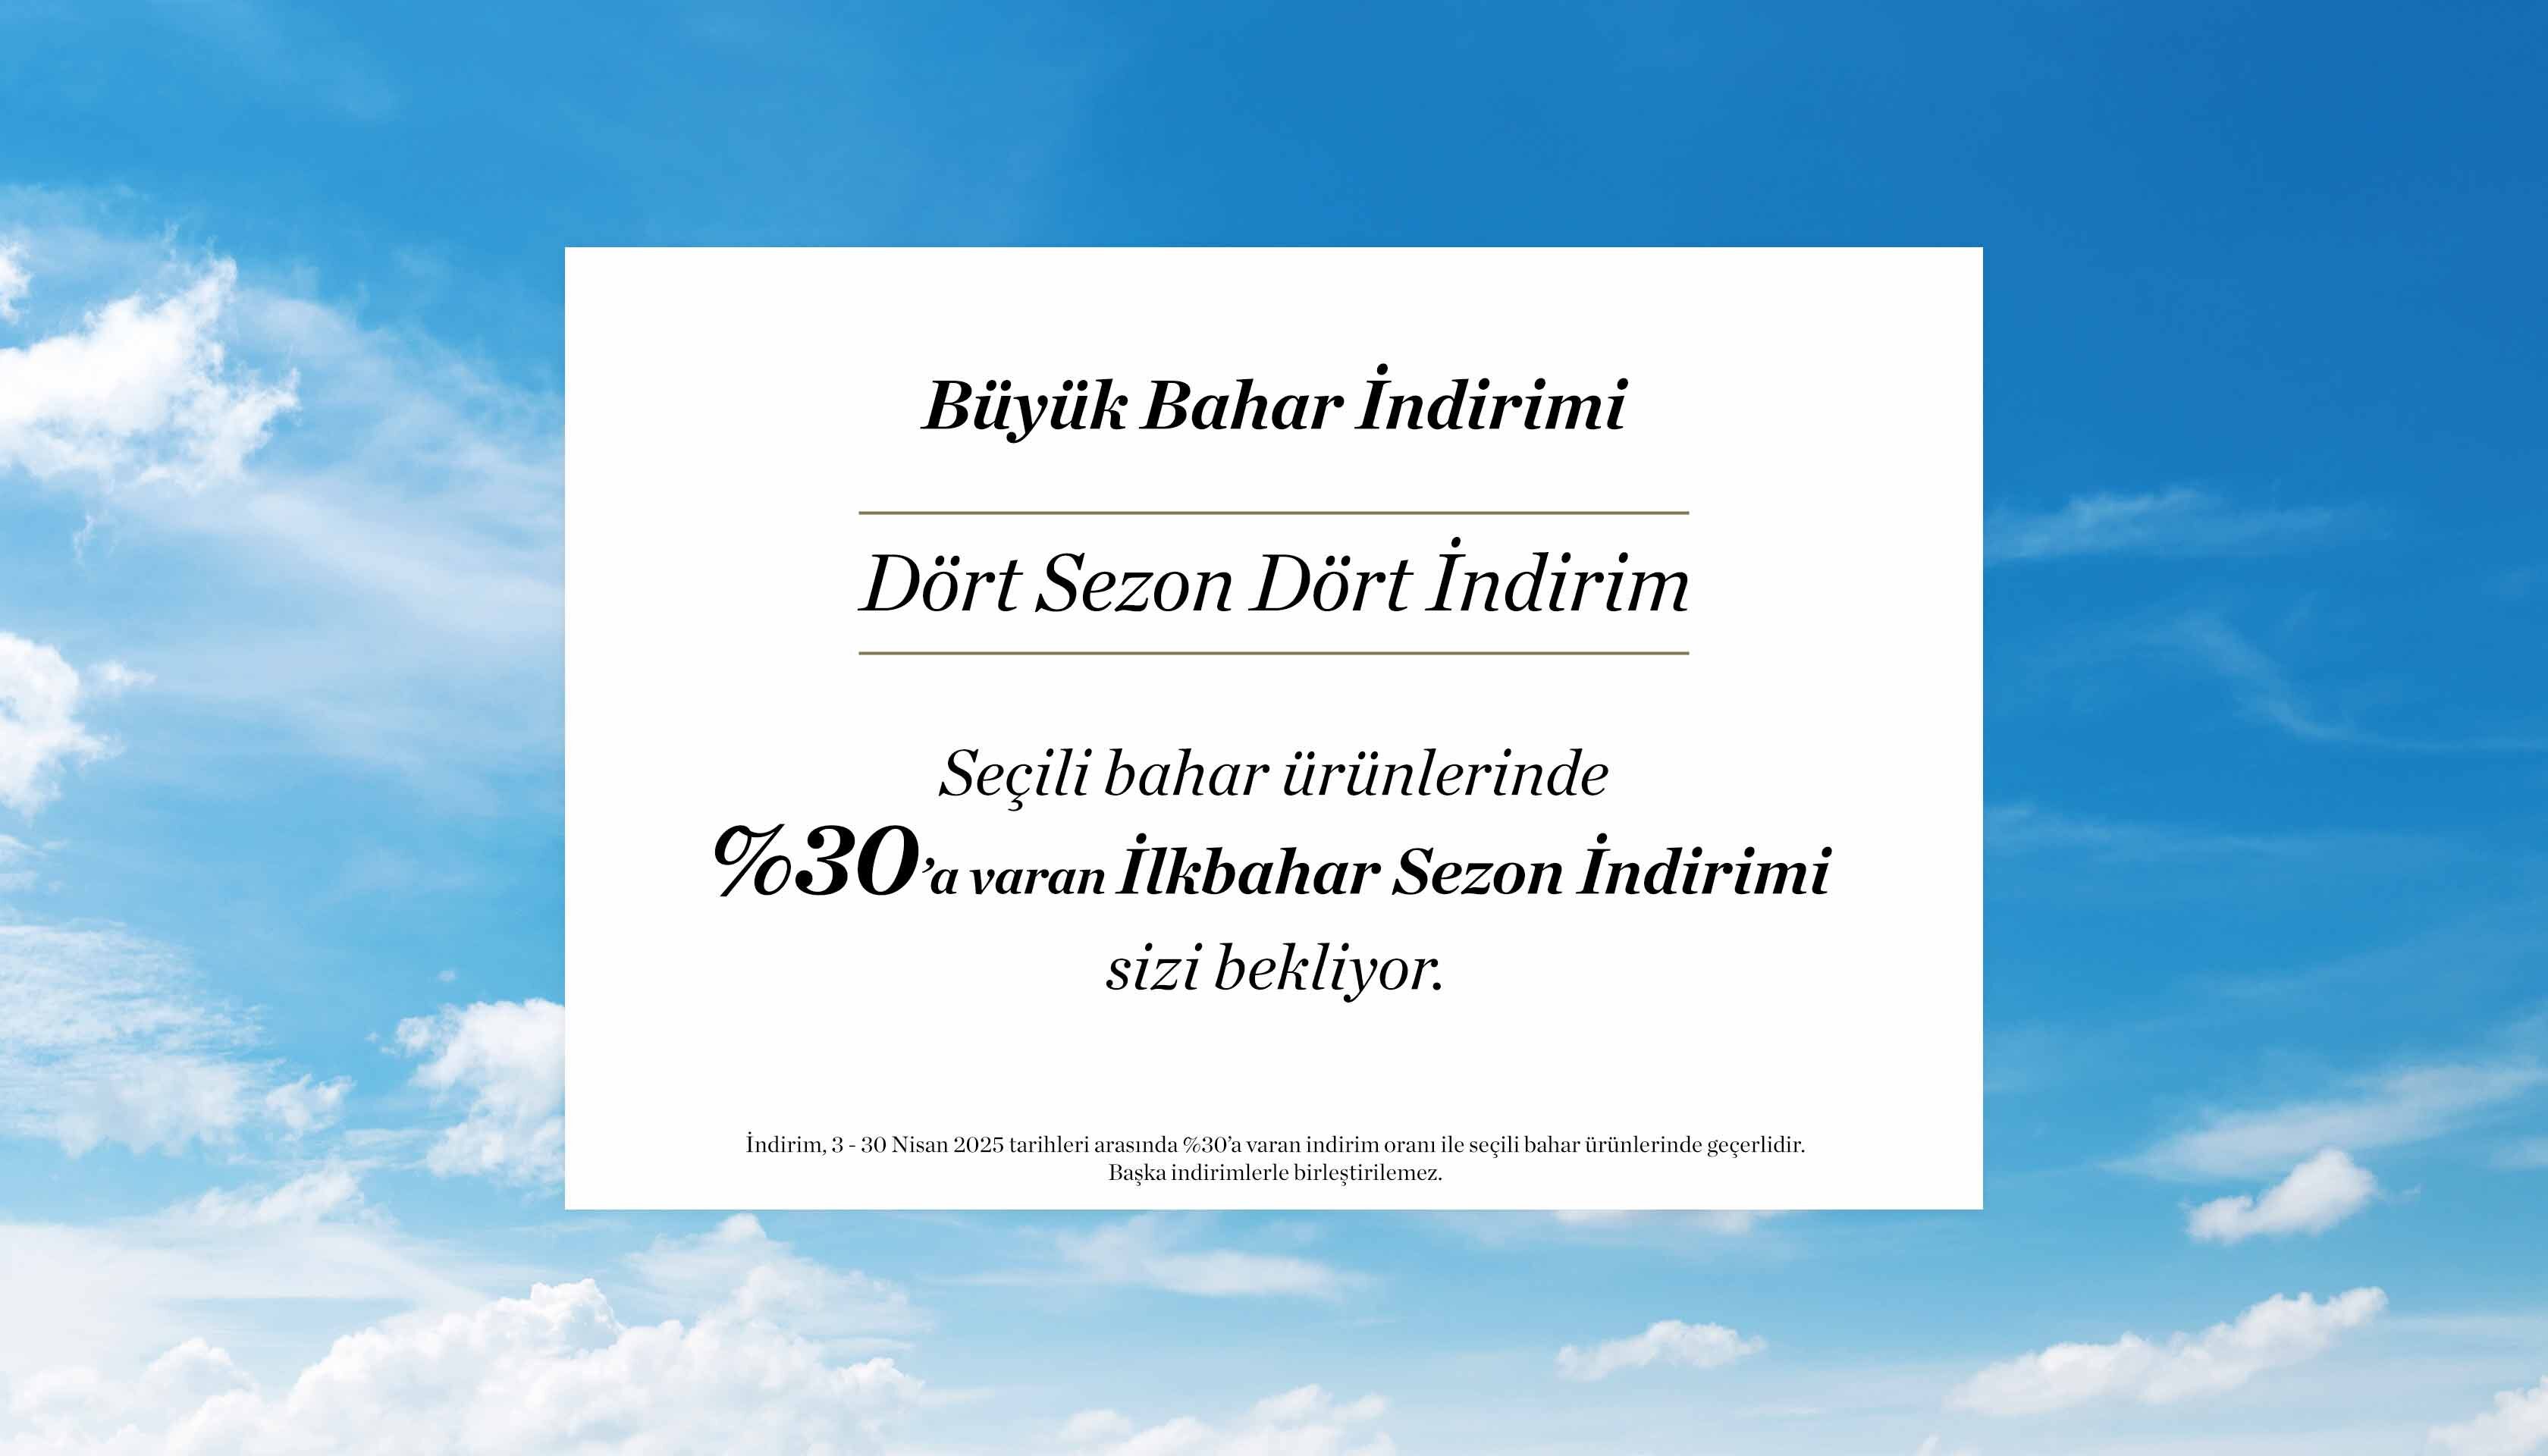 Büyük Bahar İndirimi
Dört Sezon Dört İndirim
Seçili bahar ürünlerinde
%30’a varan İlkbahar Sezon İndirimi
sizi bekliyor.
İndirim, 3 - 30 Nisan 2025 tarihleri arasında %30’a varan indirim oranı ile seçili bahar ürünlerinde geçerlidir.
Başka indirimlerle birleştirilemez.